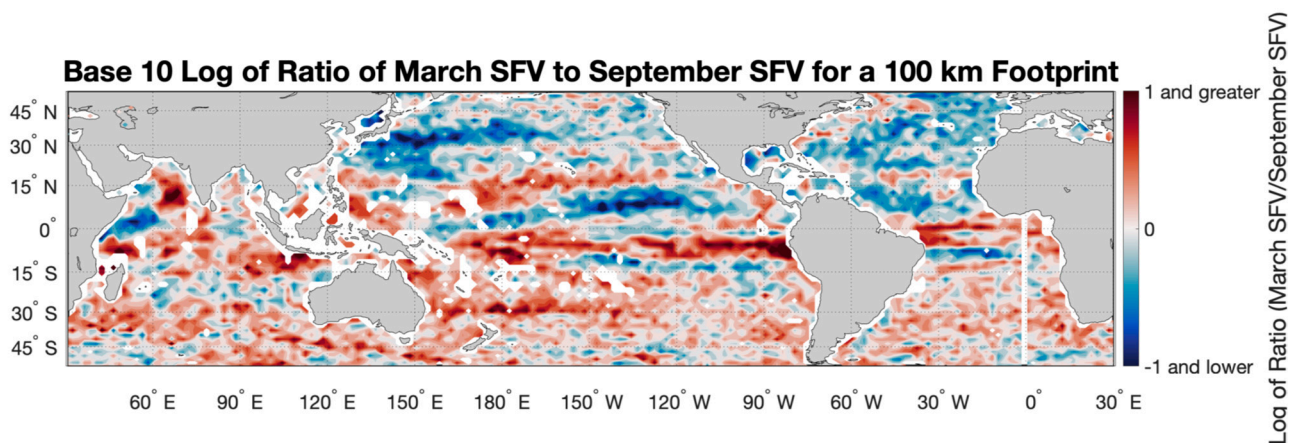 Base 10 Log of Ratio of March SFV to September SFV for a 100 km Footprint
45° N
30° N
15° N
0°
15° S
30° S
45° S
60° E
90° E
120° E
150° E
180° E
150° W
120° W
90° W
60° W
30° W
0°
30° E
1 and greater
0
-1 and lower
Log of Ratio (March SFV/September SFV)